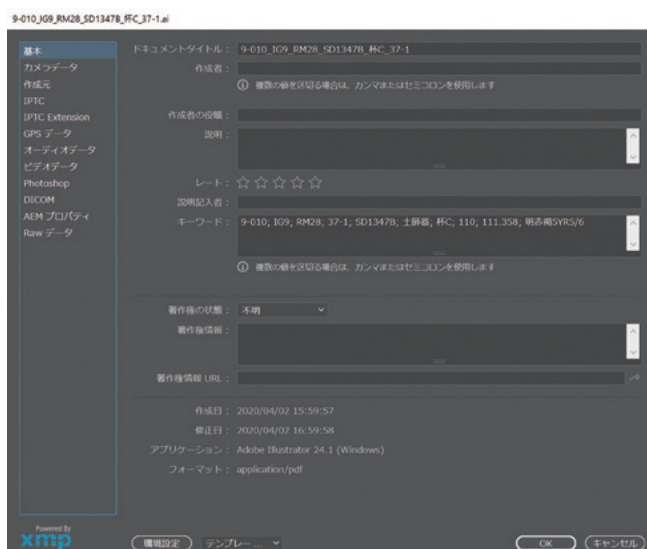 9-010_IG9_RM28_SD1347B_杯C_37-1.ai
基本
カメラデータ
作成元
IPTC
IPTC Extension
GPS データ
オーディオデータ
ビデオデータ
Photoshop
DICOM
AEM プロパティ
Raw データ
ドキュメントタイトル： 9-010_IG9_RM28_SD1347B_杯C_37-1
作成者：
複数の値を区切る場合は、カンマまたはセミコロンを使用します
作成者の役職：
説明：
レート：
説明記入者：
キーワード： 9-010; IG9; RM28; 37-1; SD1347B; 土師器; 杯C; 110; 111.358; 明赤褐5YR5/6
複数の値を区切る場合は、カンマまたはセミコロンを使用します
著作権の状態： 不明
著作権情報：
著作権情報 URL：
作成日： 2020/04/02 15:59:57
修正日： 2020/04/02 16:59:58
アプリケーション： Adobe Illustrator 24.1 (Windows)
フォーマット： application/pdf
Powered By
xmp
環境設定 テンプレー ... OK キャンセル